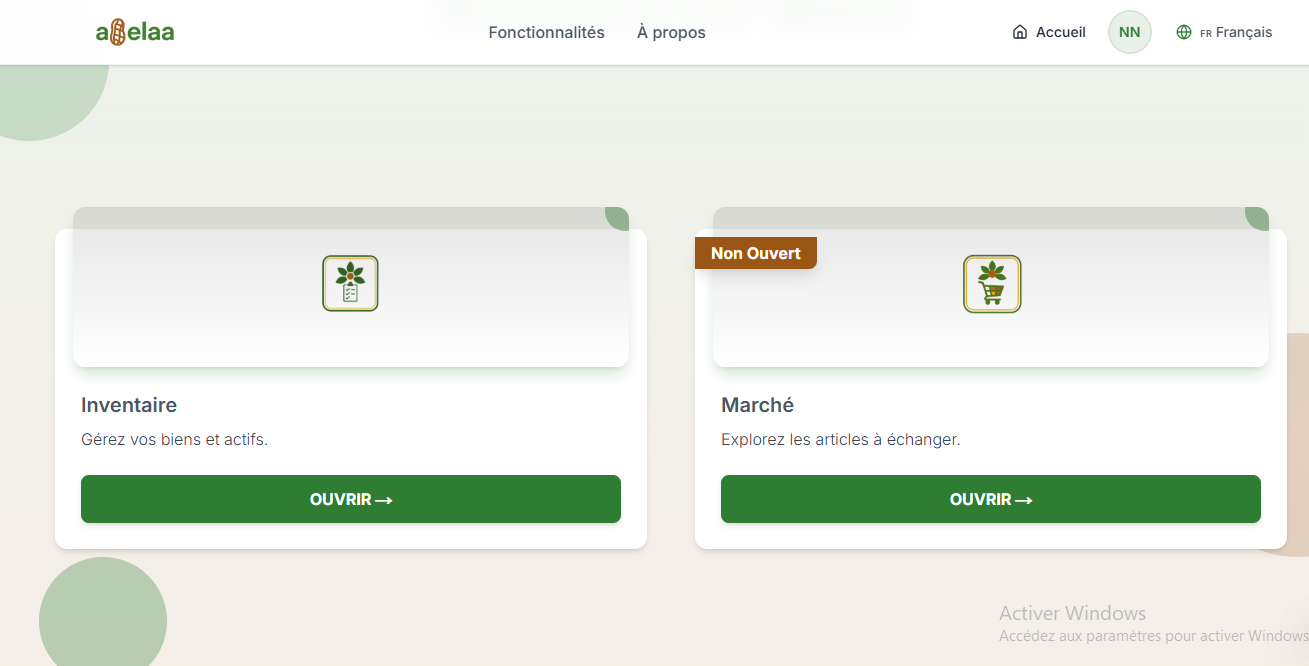 a elaa
Fonctionnalités
À propos
Accueil
NN
FR Français
Non Ouvert
Inventaire
Gérez vos biens et actifs.
OUVRIR →
Marché
Explorez les articles à échanger.
OUVRIR →
Activer Windows
Accédez aux paramètres pour activer Windows